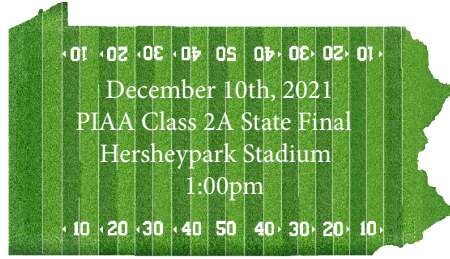 10 20 30 40 50 40 30 20 10
December 10th, 2021
PIAA Class 2A State Final
Hersheypark Stadium
1:00pm
10 20 30 40 50 40 30 20 10